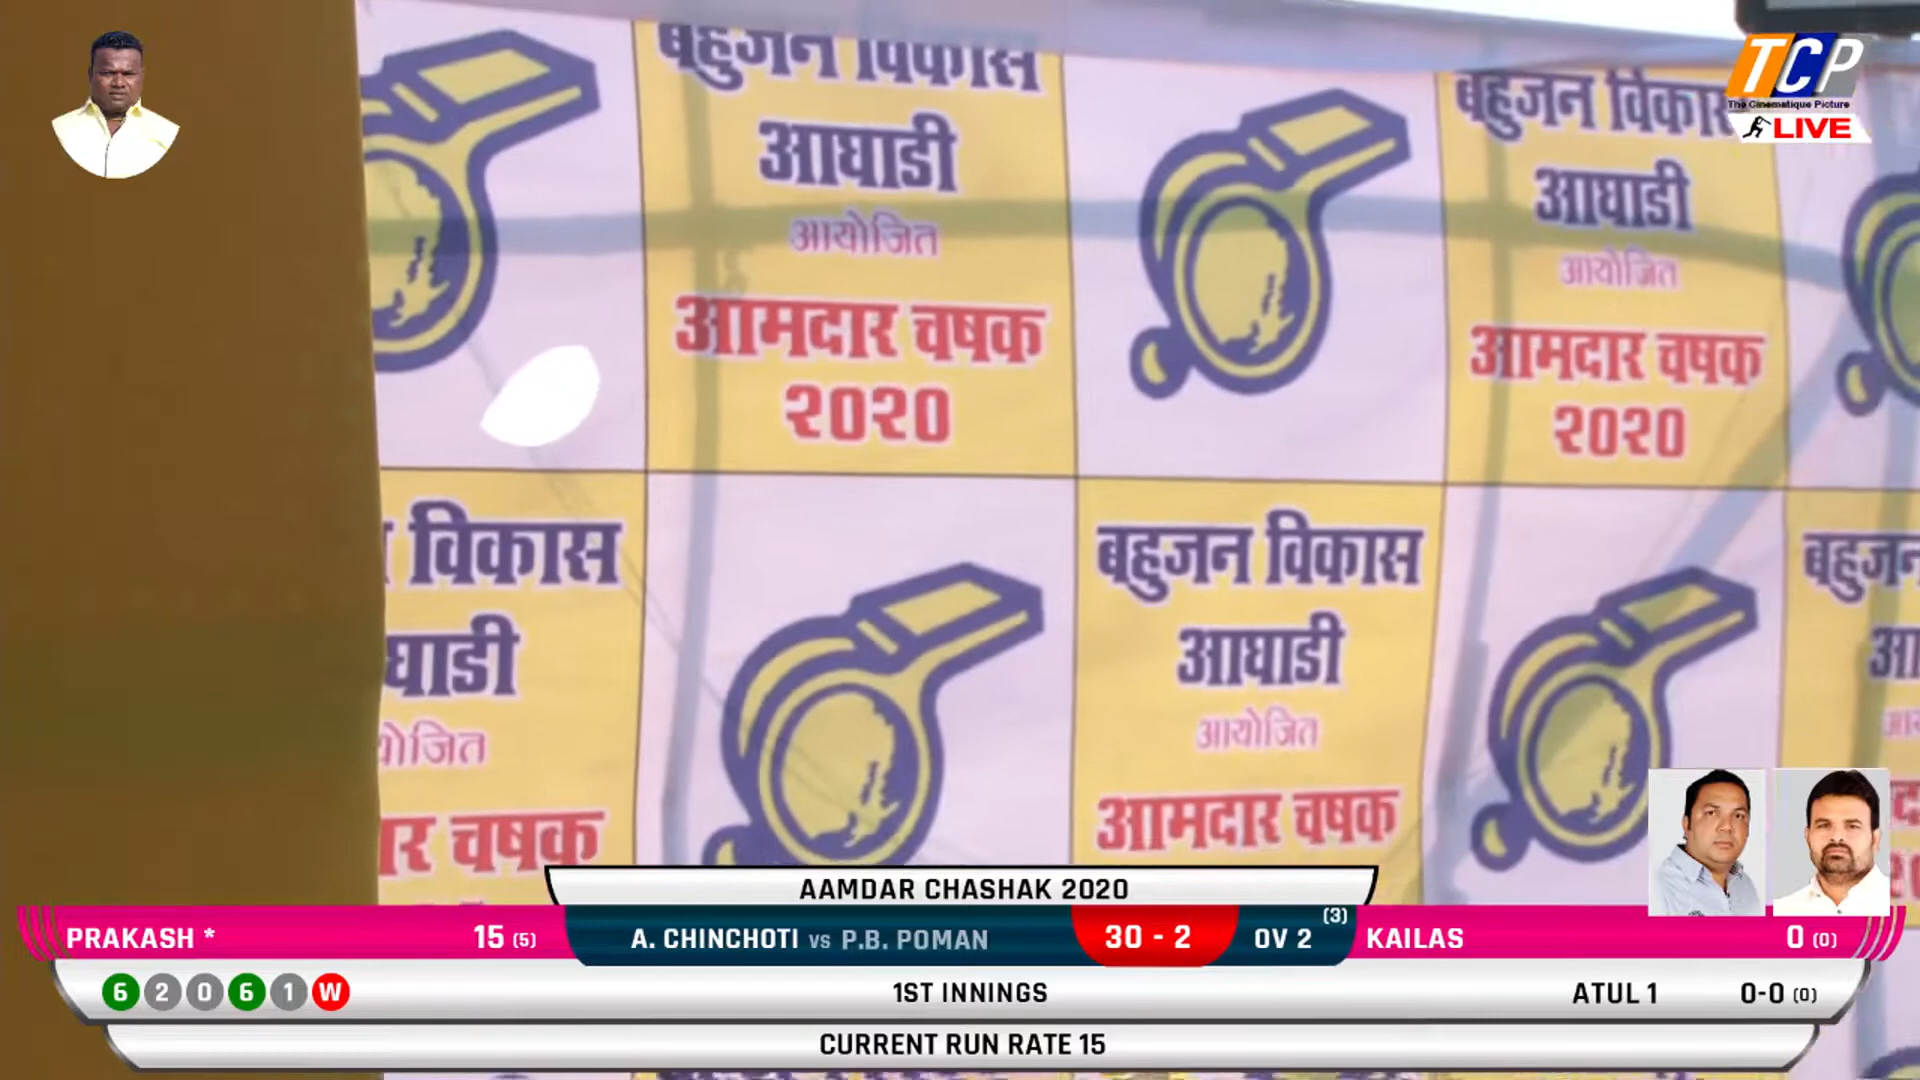 बहुजन विकास
आघाडी
आयोजित
आमदार चषक
२०२०
बहुजन विकास
आघाडी
आयोजित
आमदार चषक
२०२०
TCP
The Cinematique Picture
LIVE
विकास
घाडी
योजित
चषक
बहुजन विकास
आघाडी
आयोजित
आमदार चषक
बहुजन
AAMDAR CHASHAK 2020
PRAKASH * 15 (5) A. CHINCHOTI vs P.B. POMAN 30 - 2 OV 2 (3) KAILAS 0 (0)
6 2 0 6 1 W 1ST INNINGS ATUL 1 0-0 (0)
CURRENT RUN RATE 15